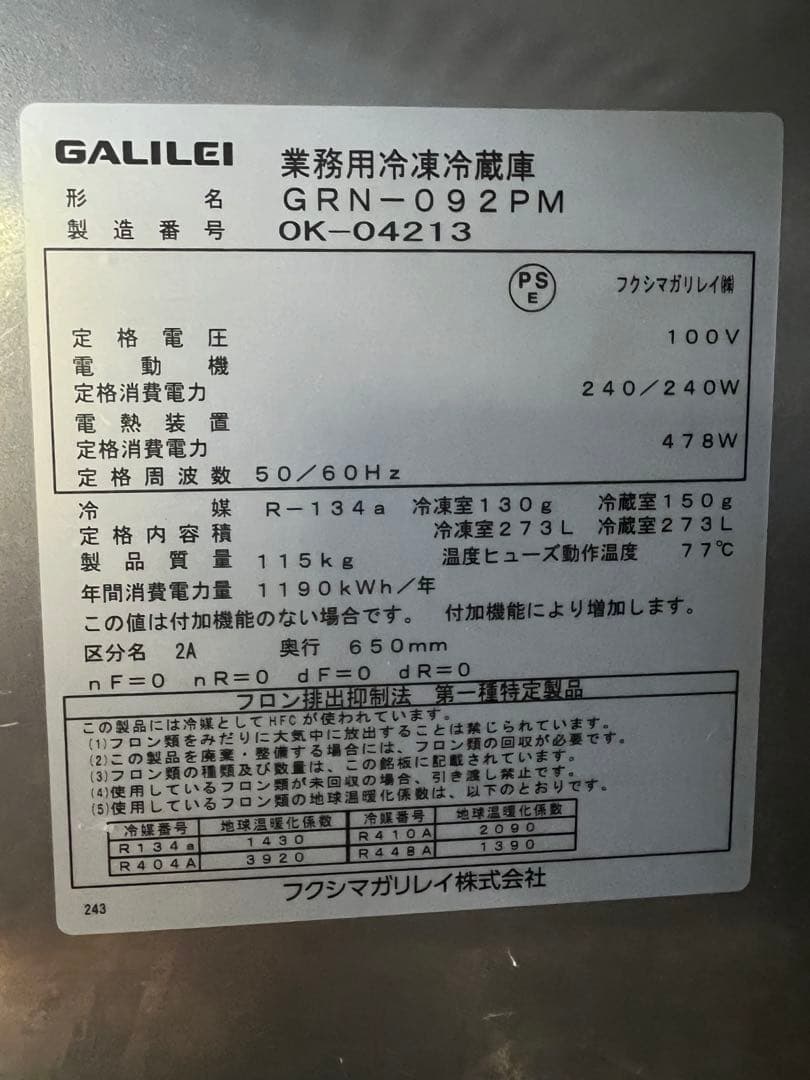 GALILEI 業務用冷凍冷蔵庫
形名 GRN-092PM
製造番号 0K-04213
PS E フクシマガリレイ㈱
定格電圧 100V
電動機
定格消費電力 240/240W
電熱装置
定格消費電力 478W
定格周波数 50/60Hz
冷媒 R-134a 冷凍室130g 冷蔵室150g
定格内容積 冷凍室273L 冷蔵室273L
製品質量 115kg 温度ヒューズ動作温度 77℃
年間消費電力量 1190kWh/年
この値は付加機能のない場合です。 付加機能により増加します。
区分名 2A 奥行 650mm
nF=0 nR=0 dF=0 dR=0
フロン排出抑制法 第一種特定製品
この製品には冷媒としてHFCが使われています。
(1)フロン類をみだりに大気中に放出することは禁じられています。
(2)この製品を廃棄・整備する場合には、フロン類の回収が必要です。
(3)フロン類の種類及び数量は、この銘板に記載されています。
(4)使用しているフロン類が未回収の場合、引き渡し禁止です。
(5)使用しているフロン類の地球温暖化係数は、以下のとおりです。
冷媒番号 地球温暖化係数 冷媒番号 地球温暖化係数
R134a 1430 R410A 2090
R404A 3920 R448A 1390
フクシマガリレイ株式会社
243